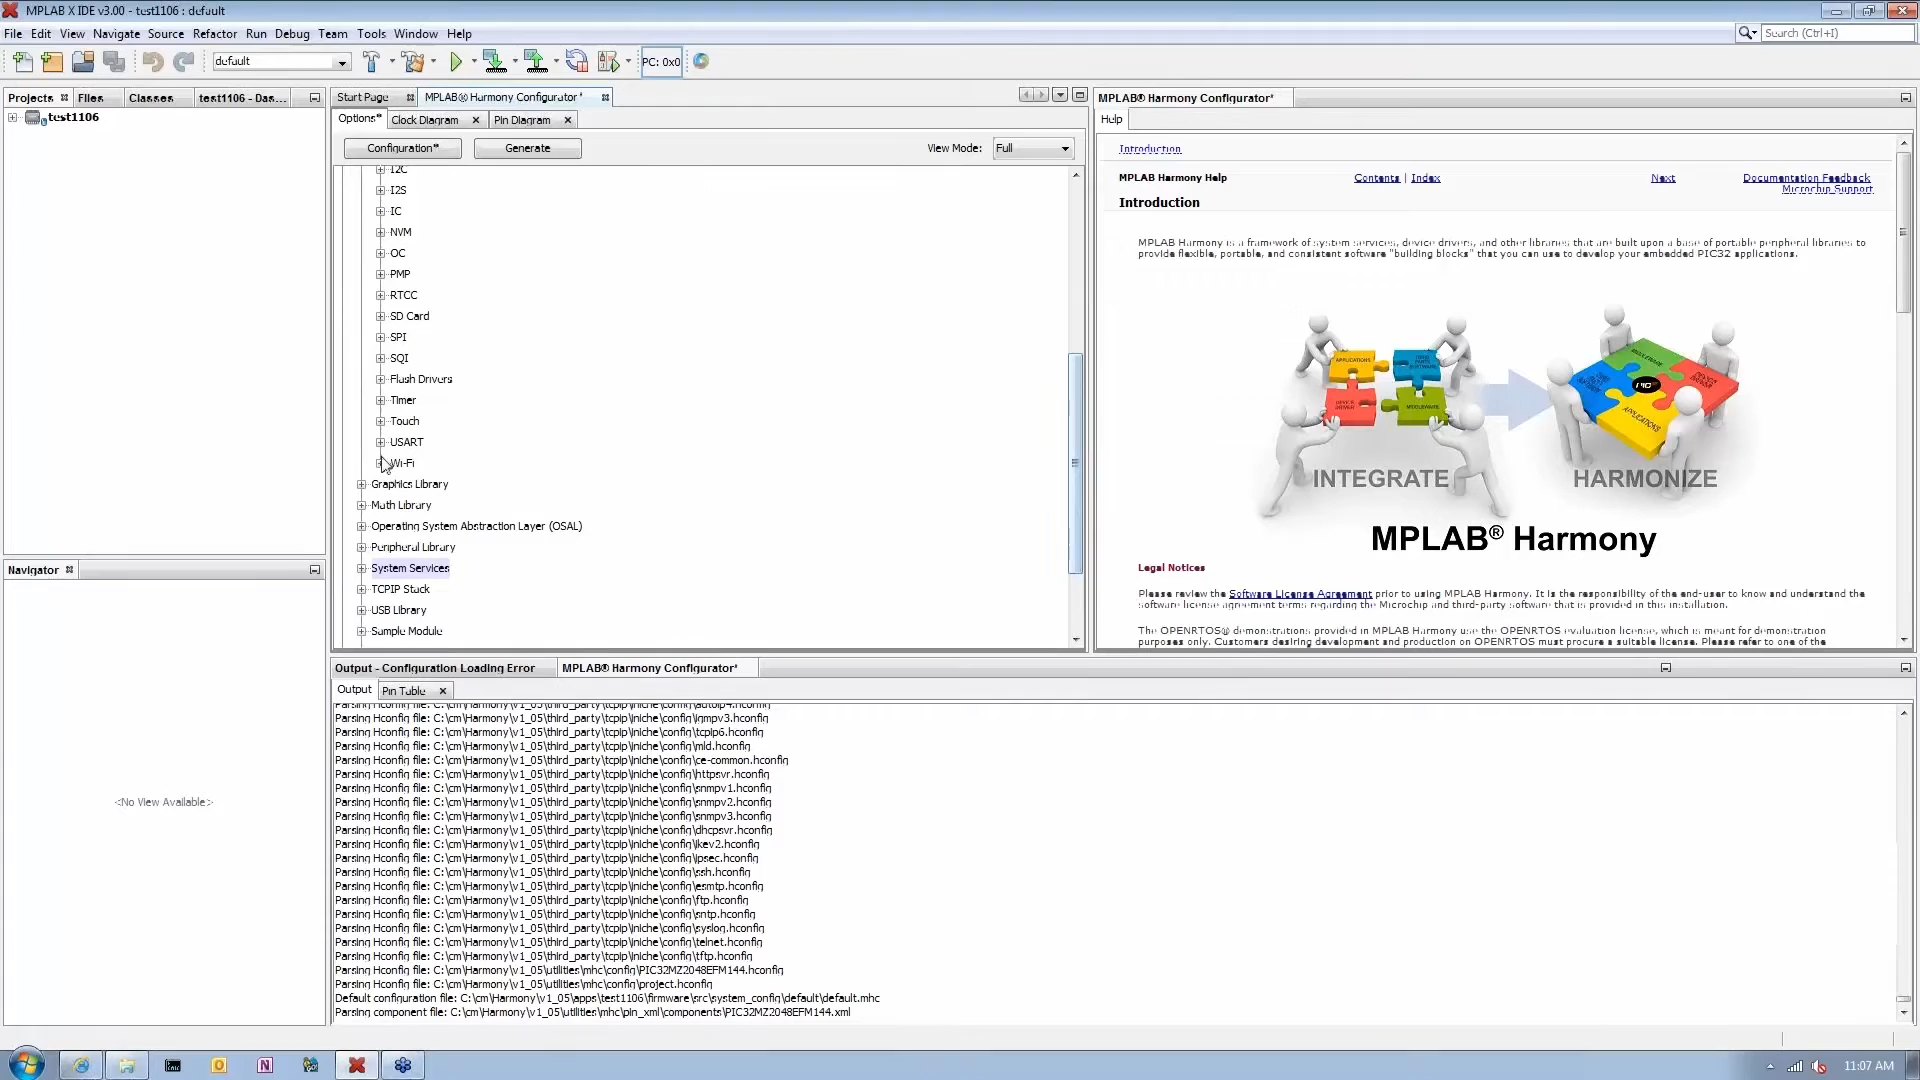 MPLAB X IDE v3.00 - test1106 : default
File Edit View Navigate Source Refactor Run Debug Team Tools Window Help
Search (Ctrl+I)
default
PC: 0x0
Projects Files Classes test1106 - Das...
test1106
Navigator
<No View Available>
Start Page MPLAB® Harmony Configurator*
Options* Clock Diagram Pin Diagram
Configuration* Generate View Mode: Full
I2C
I2S
IC
NVM
OC
PMP
RTCC
SD Card
SPI
SQI
Flash Drivers
Timer
Touch
USART
Wi-Fi
Graphics Library
Math Library
Operating System Abstraction Layer (OSAL)
Peripheral Library
System Services
TCPIP Stack
USB Library
Sample Module
MPLAB® Harmony Configurator*
Help
Introduction
MPLAB Harmony Help Contents | Index Next Documentation Feedback
Microchip Support
Introduction
MPLAB Harmony is a framework of system services, device drivers, and other libraries that are built upon a base of portable peripheral libraries to
provide flexible, portable, and consistent software "building blocks" that you can use to develop your embedded PIC32 applications.
APPLICATIONS
MIDDLEWARE
MIDDLEWARE
APPLICATIONS
INTEGRATE HARMONIZE
MPLAB® Harmony
Legal Notices
Please review the Software License Agreement prior to using MPLAB Harmony. It is the responsibility of the end-user to know and understand the
software license agreement terms regarding the Microchip and third-party software that is provided in this installation.
The OPENRTOS® demonstrations provided in MPLAB Harmony use the OPENRTOS evaluation license, which is meant for demonstration
purposes only. Customers desiring development and production on OPENRTOS must procure a suitable license. Please refer to one of the
Output - Configuration Loading Error MPLAB® Harmony Configurator*
Output Pin Table
Parsing Hconfig file: C:\cm\Harmony\v1_05\third_party\tcpip\iniche\config\autoip4.hconfig
Parsing Hconfig file: C:\cm\Harmony\v1_05\third_party\tcpip\iniche\config\igmpv3.hconfig
Parsing Hconfig file: C:\cm\Harmony\v1_05\third_party\tcpip\iniche\config\tcpip6.hconfig
Parsing Hconfig file: C:\cm\Harmony\v1_05\third_party\tcpip\iniche\config\mld.hconfig
Parsing Hconfig file: C:\cm\Harmony\v1_05\third_party\tcpip\iniche\config\ce-common.hconfig
Parsing Hconfig file: C:\cm\Harmony\v1_05\third_party\tcpip\iniche\config\httpsvr.hconfig
Parsing Hconfig file: C:\cm\Harmony\v1_05\third_party\tcpip\iniche\config\snmpv1.hconfig
Parsing Hconfig file: C:\cm\Harmony\v1_05\third_party\tcpip\iniche\config\snmpv2.hconfig
Parsing Hconfig file: C:\cm\Harmony\v1_05\third_party\tcpip\iniche\config\snmpv3.hconfig
Parsing Hconfig file: C:\cm\Harmony\v1_05\third_party\tcpip\iniche\config\dhcpsvr.hconfig
Parsing Hconfig file: C:\cm\Harmony\v1_05\third_party\tcpip\iniche\config\ikev2.hconfig
Parsing Hconfig file: C:\cm\Harmony\v1_05\third_party\tcpip\iniche\config\ipsec.hconfig
Parsing Hconfig file: C:\cm\Harmony\v1_05\third_party\tcpip\iniche\config\ssh.hconfig
Parsing Hconfig file: C:\cm\Harmony\v1_05\third_party\tcpip\iniche\config\esmtp.hconfig
Parsing Hconfig file: C:\cm\Harmony\v1_05\third_party\tcpip\iniche\config\ftp.hconfig
Parsing Hconfig file: C:\cm\Harmony\v1_05\third_party\tcpip\iniche\config\sntp.hconfig
Parsing Hconfig file: C:\cm\Harmony\v1_05\third_party\tcpip\iniche\config\syslog.hconfig
Parsing Hconfig file: C:\cm\Harmony\v1_05\third_party\tcpip\iniche\config\telnet.hconfig
Parsing Hconfig file: C:\cm\Harmony\v1_05\third_party\tcpip\iniche\config\tftp.hconfig
Parsing Hconfig file: C:\cm\Harmony\v1_05\utilities\mhc\config\PIC32MZ2048EFM144.hconfig
Parsing Hconfig file: C:\cm\Harmony\v1_05\utilities\mhc\config\project.hconfig
Default configuration file: C:\cm\Harmony\v1_05\apps\test1106\firmware\src\system_config\default\default.mhc
Parsing component file: C:\cm\Harmony\v1_05\utilities\mhc\pin_xml\components\PIC32MZ2048EFM144.xml
11:07 AM